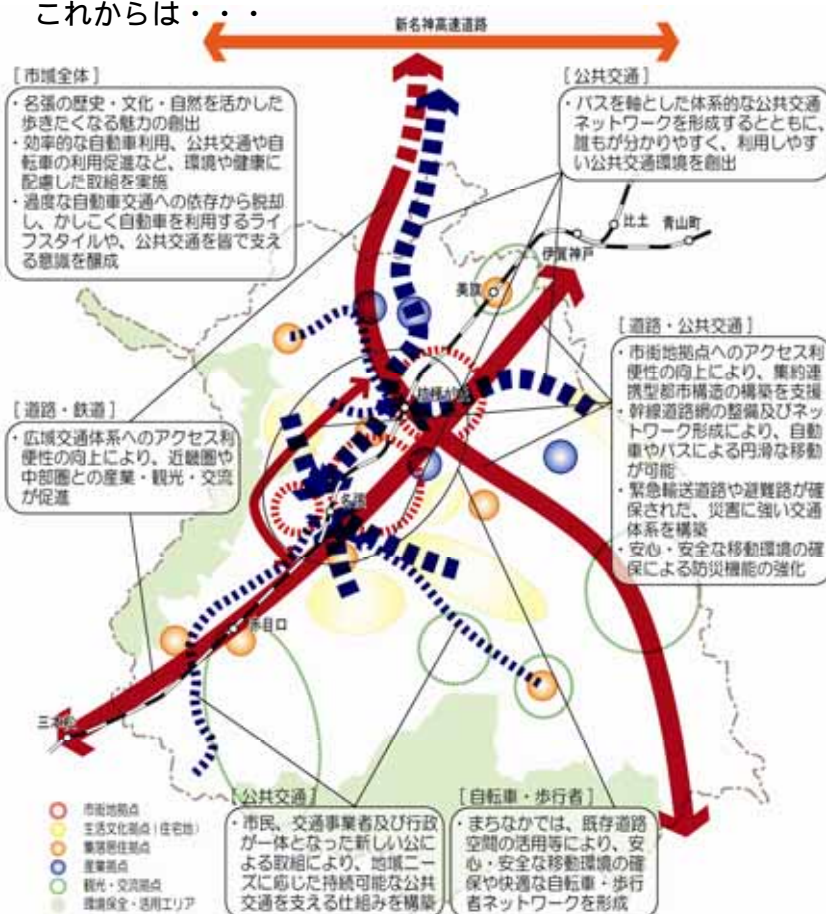 これからは・・・
新名神高速道路
[市域全体]
・名張の歴史・文化・自然を活かした
歩きたくなる魅力の創出
・効率的な自動車利用、公共交通や自
転車の利用促進など、環境や健康に
配慮した取組を実施
・過度な自動車交通への依存から脱却
し、かしこく自動車を利用するライ
フスタイルや、公共交通を皆で支え
る意識を醸成
[公共交通]
・バスを軸とした体系的な公共交通
ネットワークを形成するとともに、
誰もが分かりやすく、利用しやす
い公共交通環境を創出
比土
青山町
伊賀神戸
美旗
[道路・公共交通]
・市街地拠点へのアクセス利
便性の向上により、集約連
携型都市構造の構築を支援
・幹線道路網の整備及びネッ
トワーク形成により、自動
車やバスによる円滑な移動
が可能
・緊急輸送道路や避難路が確
保された、災害に強い交通
体系を構築
・安心・安全な移動環境の確
保による防災機能の強化
[道路・鉄道]
・広域交通体系へのアクセス利
便性の向上により、近畿圏や
中部圏との産業・観光・交流
が促進
名張
赤目口
三本松
市街地拠点
生活文化拠点(住宅地)
集落居住拠点
産業拠点
観光・交流拠点
環境保全・活用エリア
[公共交通]
・市民、交通事業者及び行政
が一体となった新しい公に
よる取組により、地域ニー
ズに応じた持続可能な公共
交通を支える仕組みを構築
[自転車・歩行者]
・まちなかでは、既存道路
空間の活用等により、安
心・安全な移動環境の確
保や快適な自転車・歩行
者ネットワークを形成